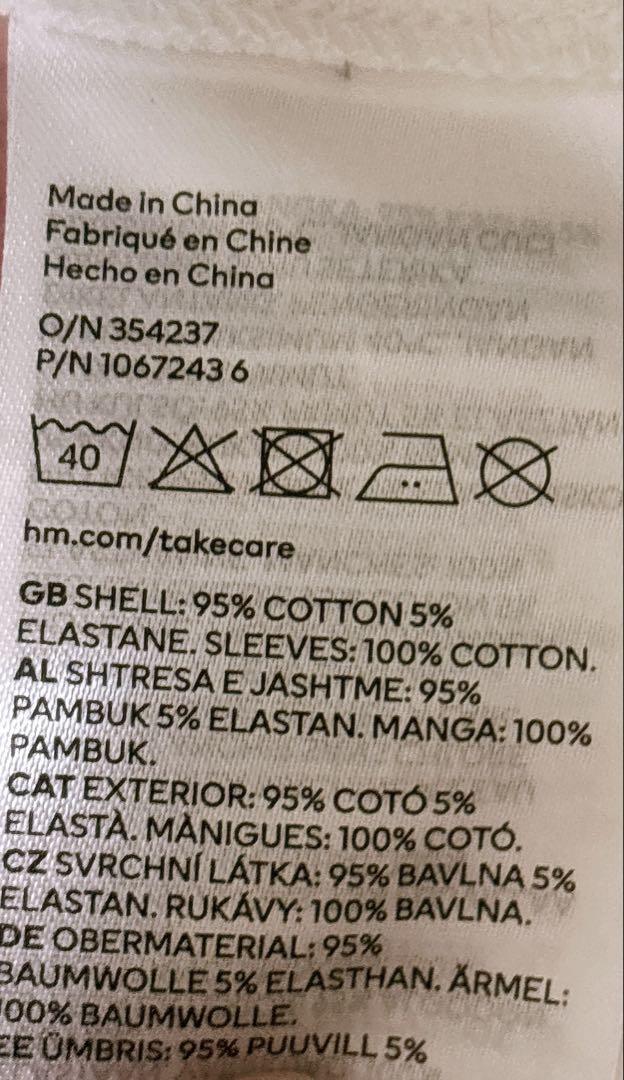 Made in China
Fabriqué en Chine
Hecho en China
O/N 354237
P/N 1067243 6
40
hm.com/takecare
GB SHELL: 95% COTTON 5%
ELASTANE. SLEEVES: 100% COTTON.
AL SHTRESA E JASHTME: 95%
PAMBUK 5% ELASTAN. MANGA: 100%
PAMBUK.
CAT EXTERIOR: 95% COTÓ 5%
ELASTÀ. MÀNIGUES: 100% COTÓ.
CZ SVRCHNÍ LÁTKA: 95% BAVLNA 5%
ELASTAN. RUKÁVY: 100% BAVLNA.
DE OBERMATERIAL: 95%
BAUMWOLLE 5% ELASTHAN. ÄRMEL:
100% BAUMWOLLE.
EE ÜMBRIS: 95% PUUVILL 5%